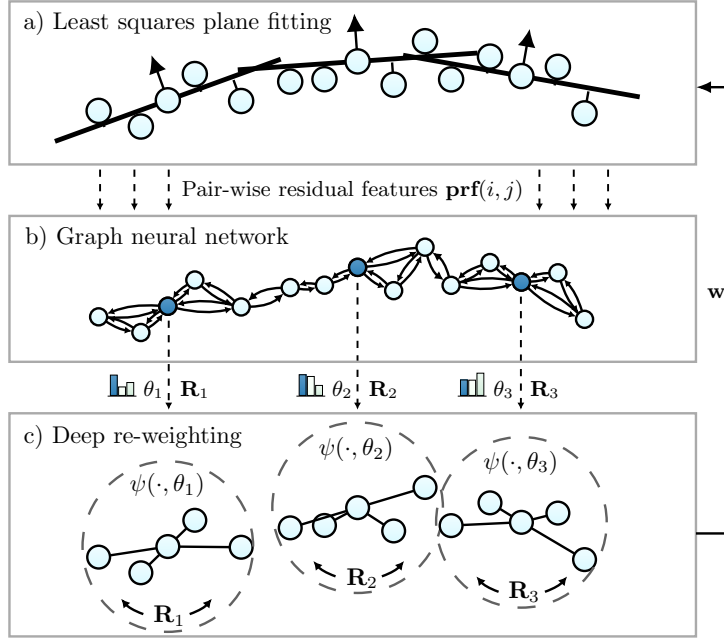 a) Least squares plane fitting
Pair-wise residual features prf(i, j)
b) Graph neural network
w
θ₁ R₁
θ₂ R₂
θ₃ R₃
c) Deep re-weighting
ψ(·, θ₁)
ψ(·, θ₂)
ψ(·, θ₃)
R₁
R₂
R₃